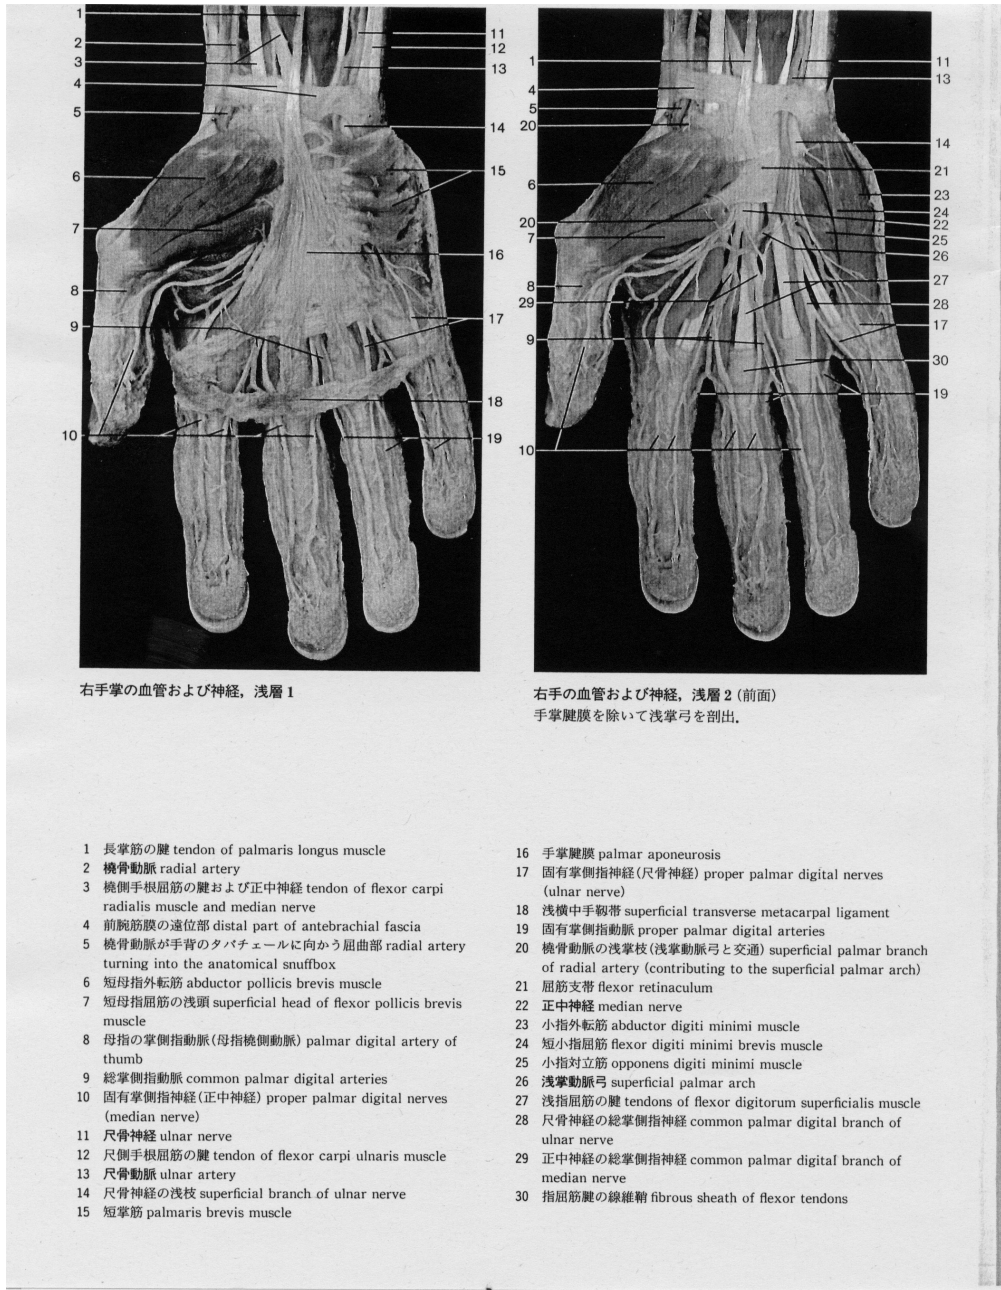 1
2
3
4
5
6
7
8
9
10
11
12
13
14
15
16
17
18
19
1
4
5
20
6
20
7
8
29
9
10
11
13
14
21
23
24
22
25
26
27
28
17
30
19
右手掌の血管および神経，浅層1
右手の血管および神経，浅層2（前面）
手掌腱膜を除いて浅掌弓を剖出．
1 長掌筋の腱 tendon of palmaris longus muscle
2 橈骨動脈 radial artery
3 橈側手根屈筋の腱および正中神経 tendon of flexor carpi
radialis muscle and median nerve
4 前腕筋膜の遠位部 distal part of antebrachial fascia
5 橈骨動脈が手背のタバチェールに向かう屈曲部 radial artery
turning into the anatomical snuffbox
6 短母指外転筋 abductor pollicis brevis muscle
7 短母指屈筋の浅頭 superficial head of flexor pollicis brevis
muscle
8 母指の掌側指動脈（母指橈側動脈）palmar digital artery of
thumb
9 総掌側指動脈 common palmar digital arteries
10 固有掌側指神経（正中神経）proper palmar digital nerves
(median nerve)
11 尺骨神経 ulnar nerve
12 尺側手根屈筋の腱 tendon of flexor carpi ulnaris muscle
13 尺骨動脈 ulnar artery
14 尺骨神経の浅枝 superficial branch of ulnar nerve
15 短掌筋 palmaris brevis muscle
16 手掌腱膜 palmar aponeurosis
17 固有掌側指神経（尺骨神経）proper palmar digital nerves
(ulnar nerve)
18 浅横中手靱帯 superficial transverse metacarpal ligament
19 固有掌側指動脈 proper palmar digital arteries
20 橈骨動脈の浅掌枝（浅掌動脈弓と交通）superficial palmar branch
of radial artery (contributing to the superficial palmar arch)
21 屈筋支帯 flexor retinaculum
22 正中神経 median nerve
23 小指外転筋 abductor digiti minimi muscle
24 短小指屈筋 flexor digiti minimi brevis muscle
25 小指対立筋 opponens digiti minimi muscle
26 浅掌動脈弓 superficial palmar arch
27 浅指屈筋の腱 tendons of flexor digitorum superficialis muscle
28 尺骨神経の総掌側指神経 common palmar digital branch of
ulnar nerve
29 正中神経の総掌側指神経 common palmar digital branch of
median nerve
30 指屈筋腱の線維鞘 fibrous sheath of flexor tendons